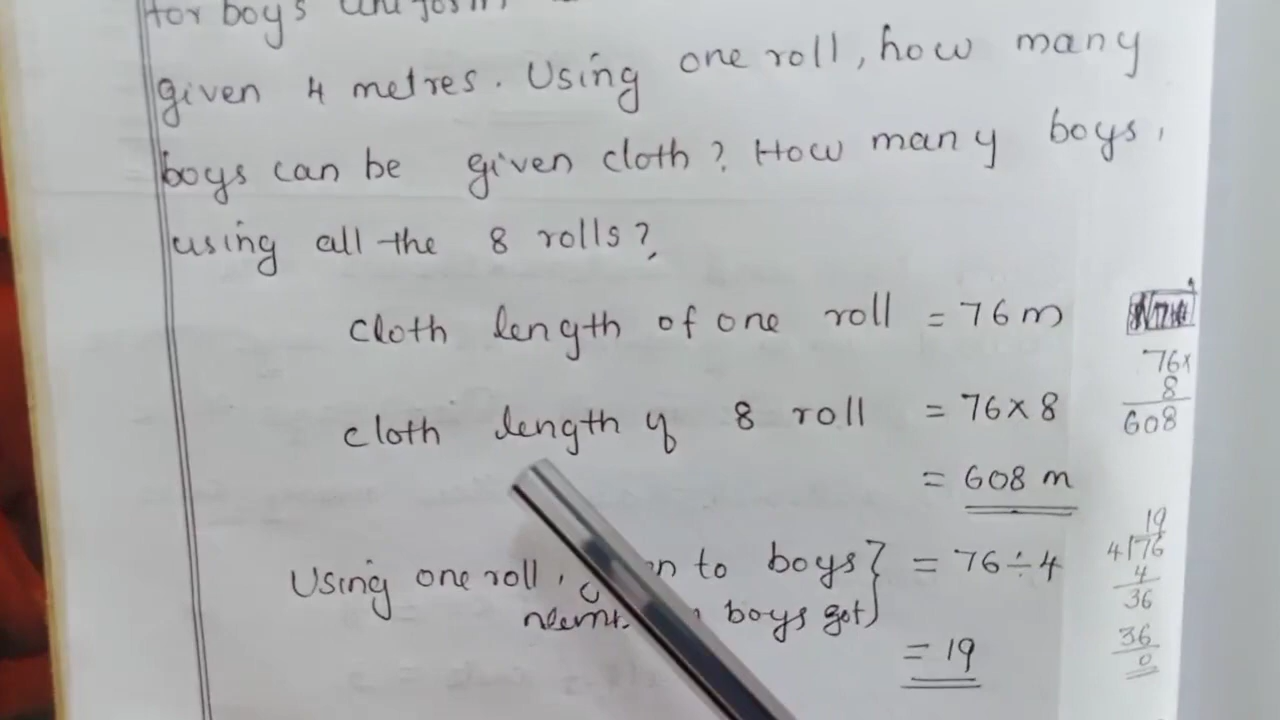 for boys
given 4 metres. Using one roll, how many
boys can be given cloth? How many boys,
using all the 8 rolls?
cloth length of one roll = 76 m
76×
8
608
cloth length of 8 roll = 76 × 8
= 608 m
Using one roll, to boys} = 76 ÷ 4
boys got
= 19
19
4)76
4
36
36
0